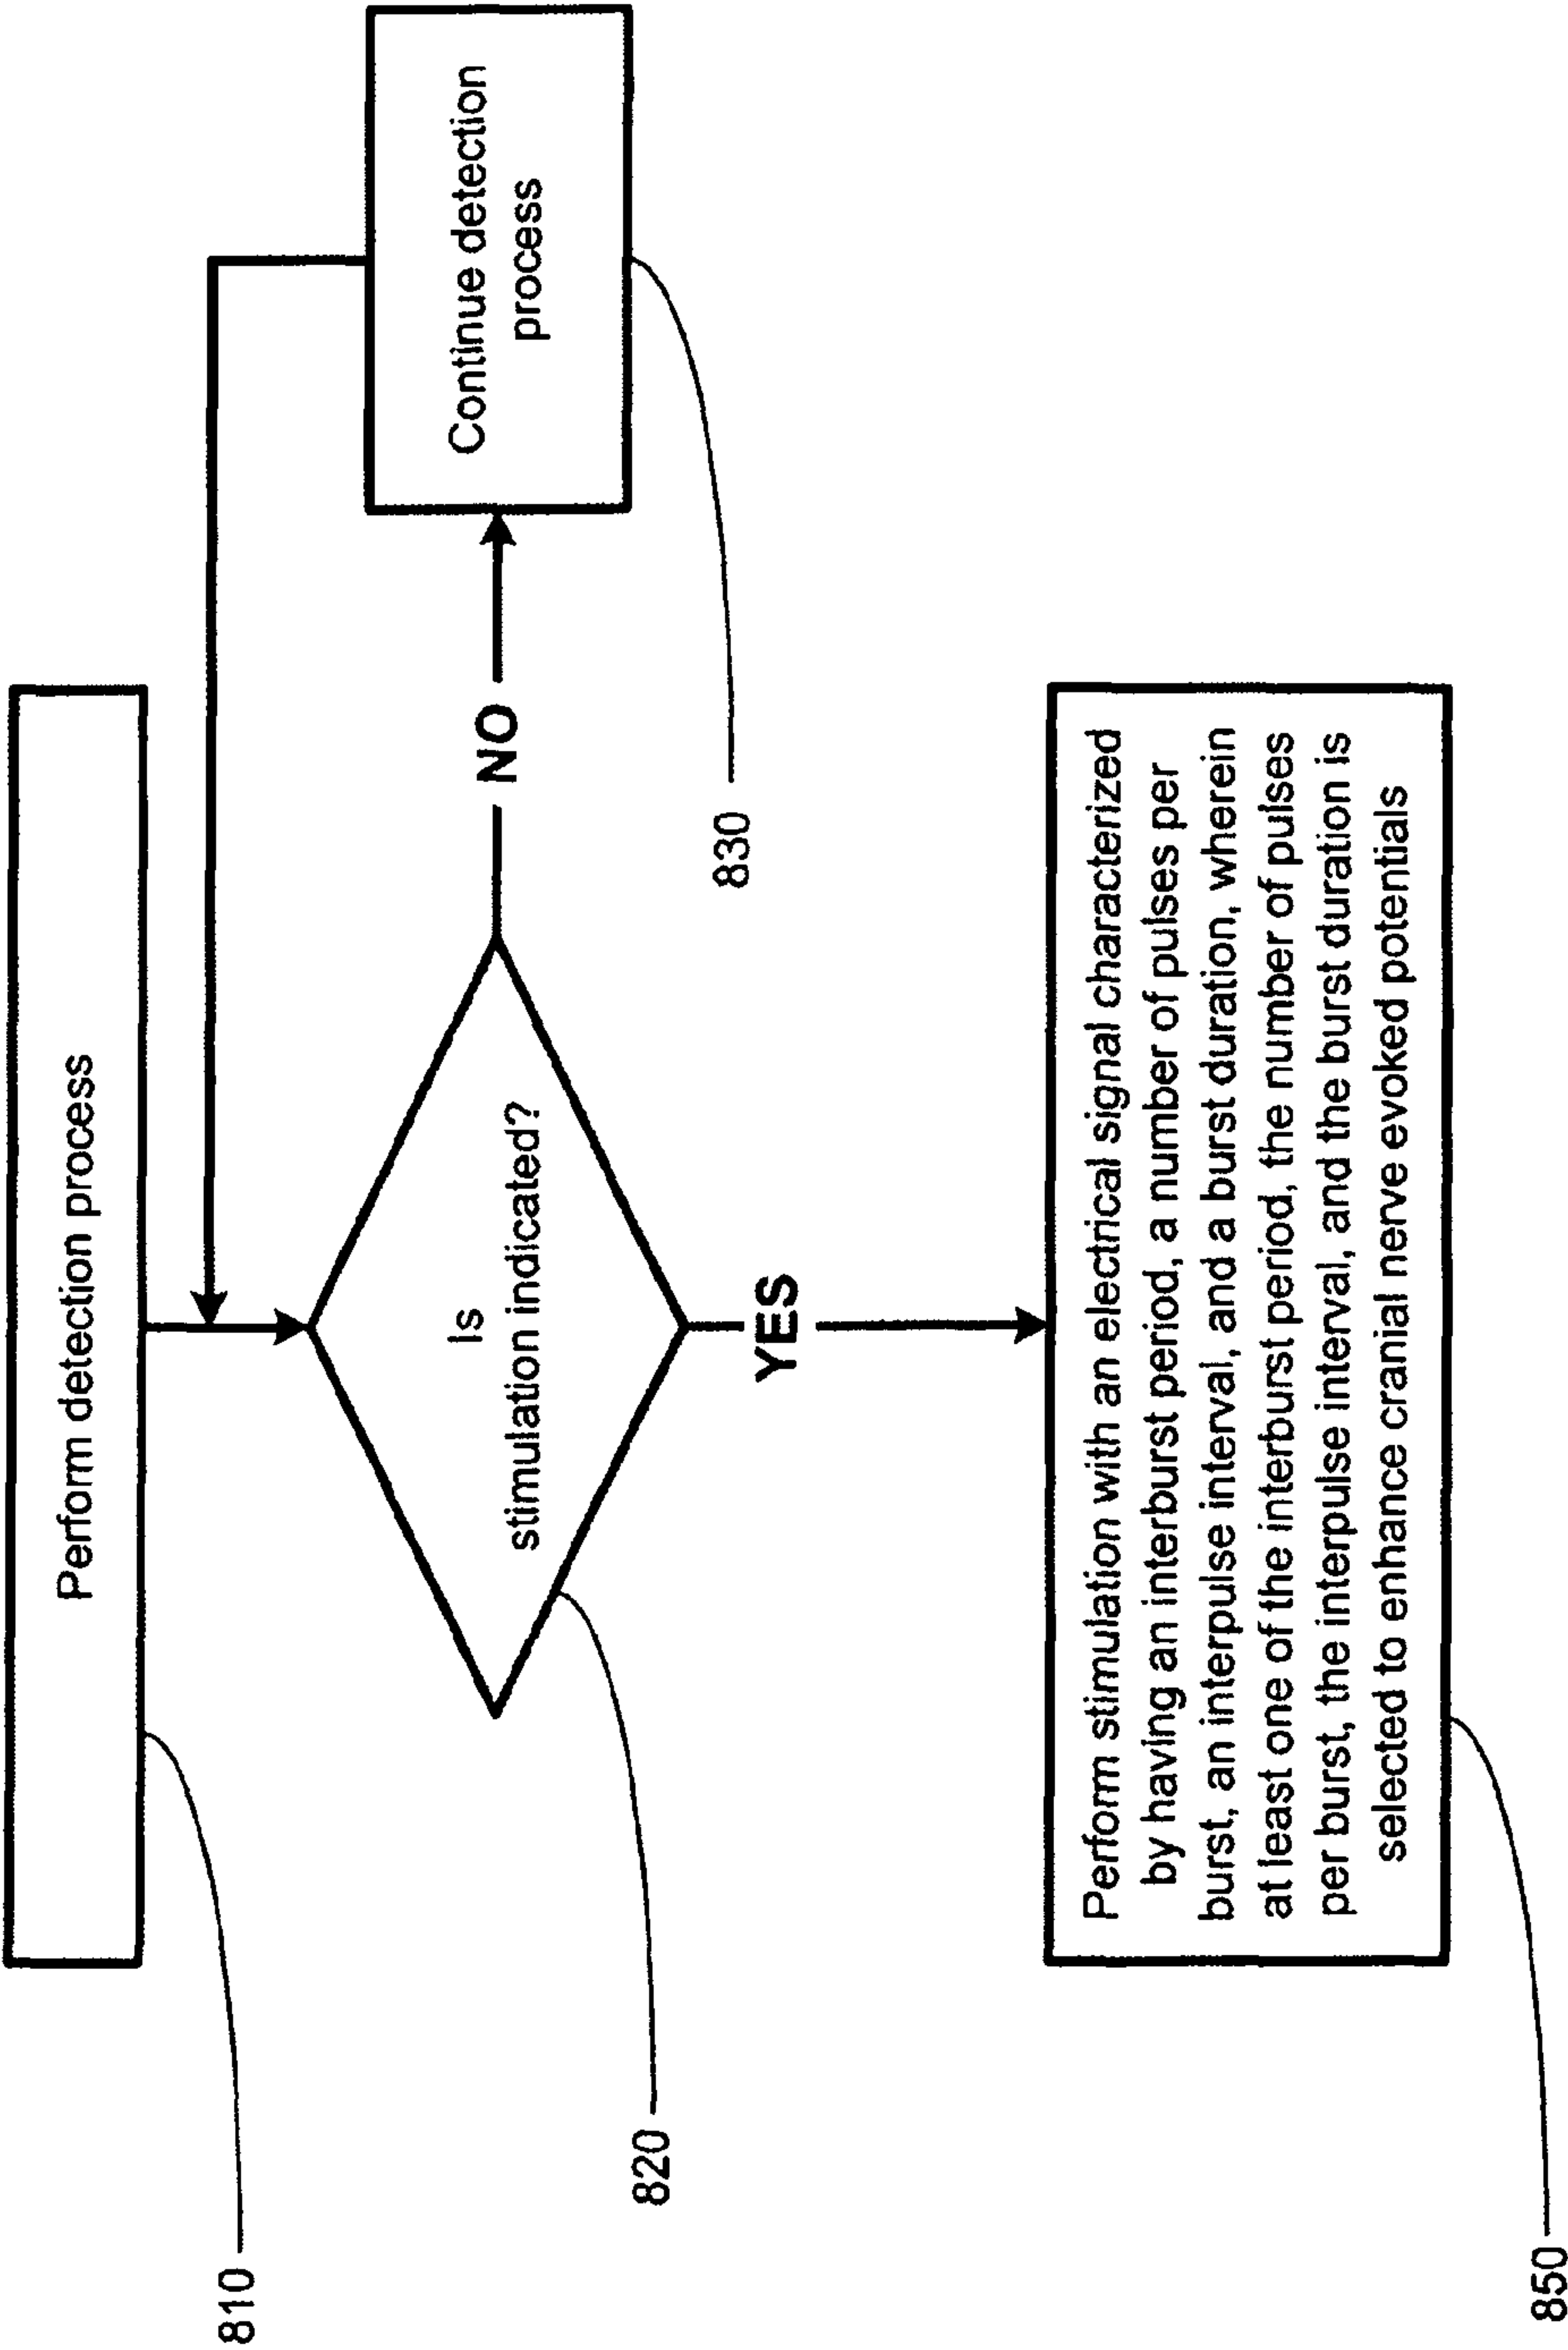 Perform detection process
810
Is
stimulation indicated?
820
NO
Continue detection
process
830
YES
Perform stimulation with an electrical signal characterized
by having an interburst period, a number of pulses per
burst, an interpulse interval, and a burst duration, wherein
at least one of the interburst period, the number of pulses
per burst, the interpulse interval, and the burst duration is
selected to enhance cranial nerve evoked potentials
850